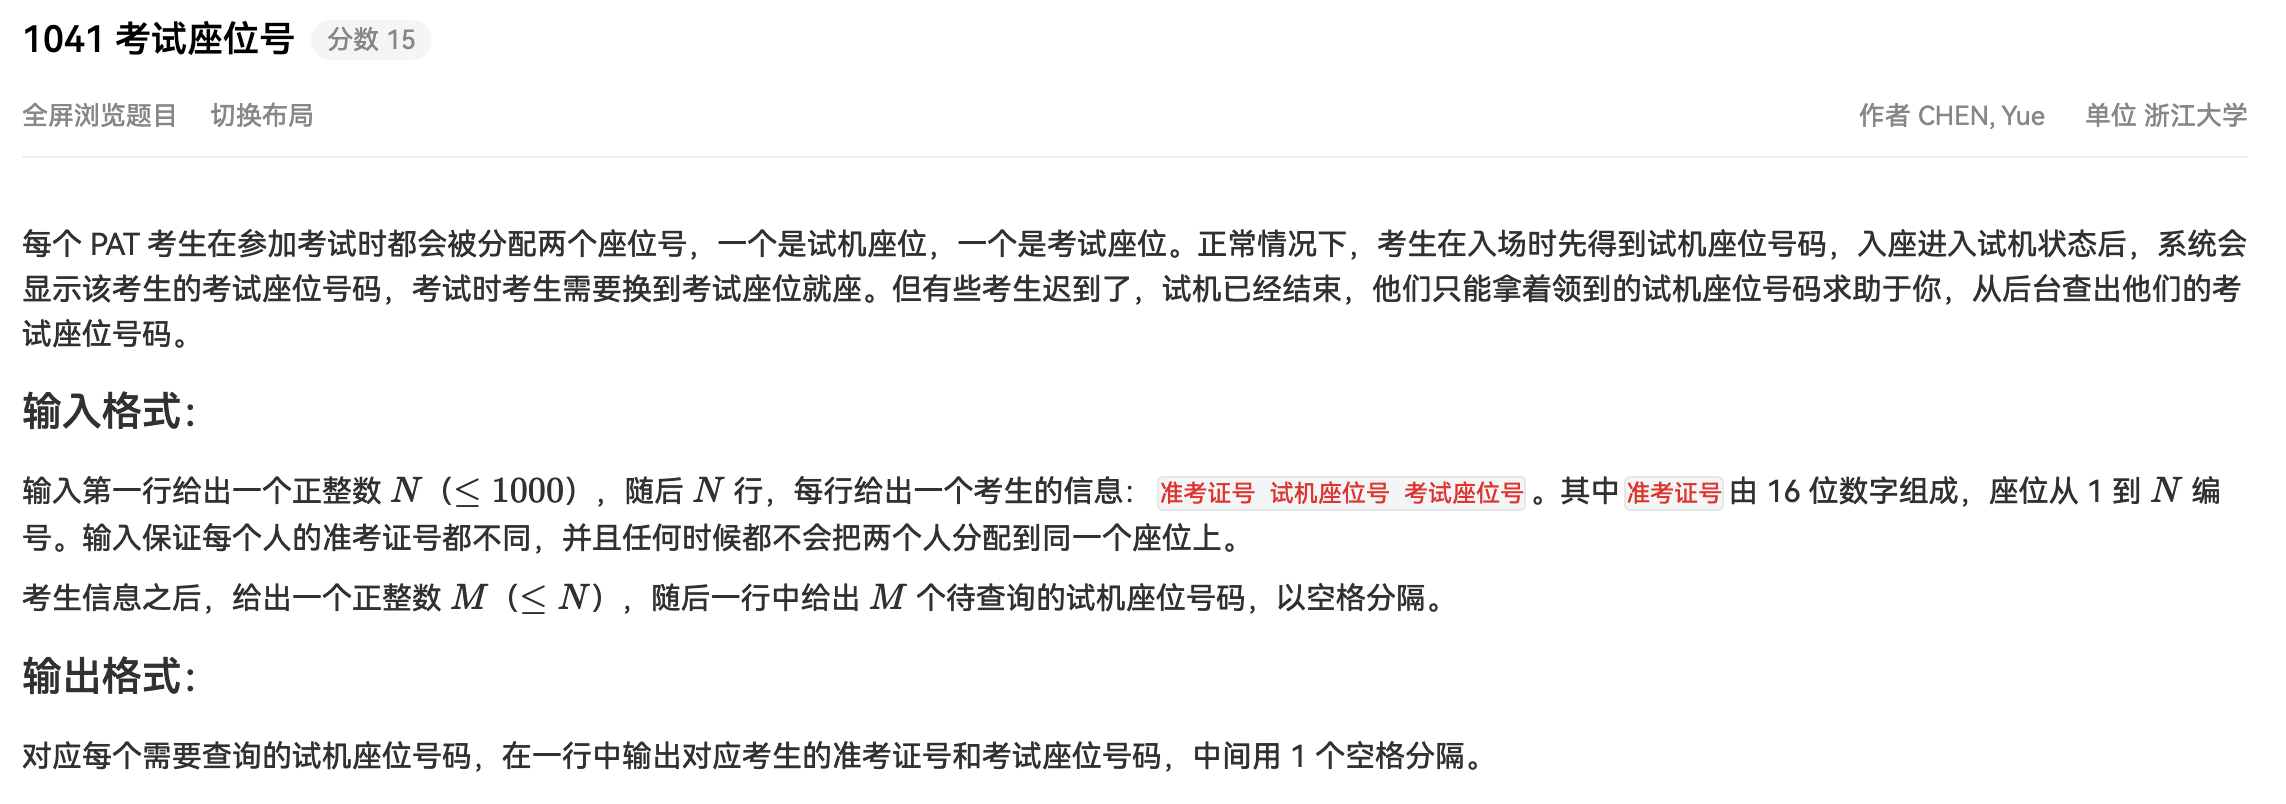 1041 考试座位号 分数 15
全屏浏览题目 切换布局 作者 CHEN, Yue 单位 浙江大学
每个 PAT 考生在参加考试时都会被分配两个座位号，一个是试机座位，一个是考试座位。正常情况下，考生在入场时先得到试机座位号码，入座进入试机状态后，系统会
显示该考生的考试座位号码，考试时考生需要换到考试座位就座。但有些考生迟到了，试机已经结束，他们只能拿着领到的试机座位号码求助于你，从后台查出他们的考
试座位号码。
输入格式：
输入第一行给出一个正整数 N（≤ 1000），随后 N 行，每行给出一个考生的信息：准考证号 试机座位号 考试座位号。其中准考证号由 16 位数字组成，座位从 1 到 N 编
号。输入保证每个人的准考证号都不同，并且任何时候都不会把两个人分配到同一个座位上。
考生信息之后，给出一个正整数 M（≤ N），随后一行中给出 M 个待查询的试机座位号码，以空格分隔。
输出格式：
对应每个需要查询的试机座位号码，在一行中输出对应考生的准考证号和考试座位号码，中间用 1 个空格分隔。